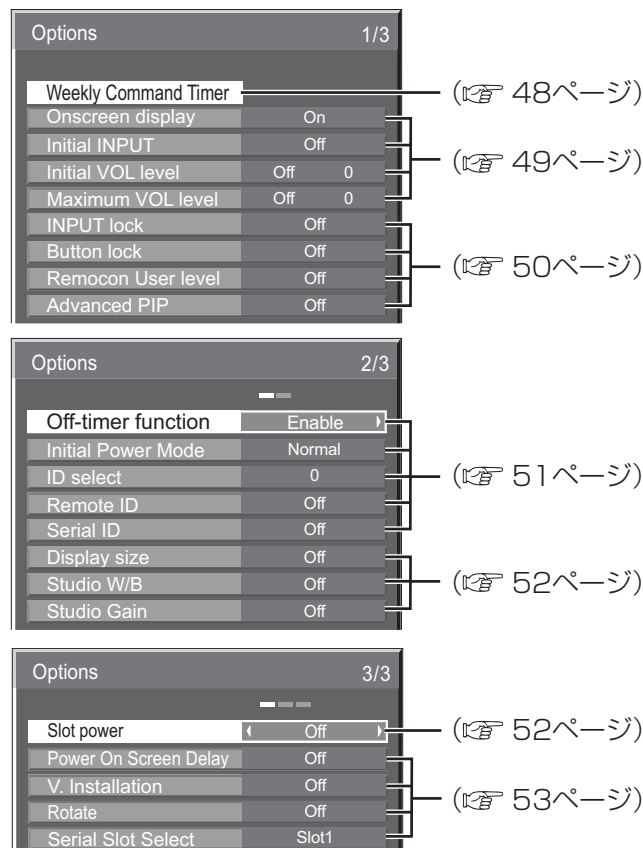 Options 1/3
Weekly Command Timer (☞ 48ページ)
Onscreen display On
Initial INPUT Off
(☞ 49ページ)
Initial VOL level Off 0
Maximum VOL level Off 0
INPUT lock Off
Button lock Off
(☞ 50ページ)
Remocon User level Off
Advanced PIP Off
Options 2/3
Off-timer function Enable
Initial Power Mode Normal
ID select 0 (☞ 51ページ)
Remote ID Off
Serial ID Off
Display size Off
Studio W/B Off (☞ 52ページ)
Studio Gain Off
Options 3/3
Slot power Off (☞ 52ページ)
Power On Screen Delay Off
V. Installation Off
(☞ 53ページ)
Rotate Off
Serial Slot Select Slot1